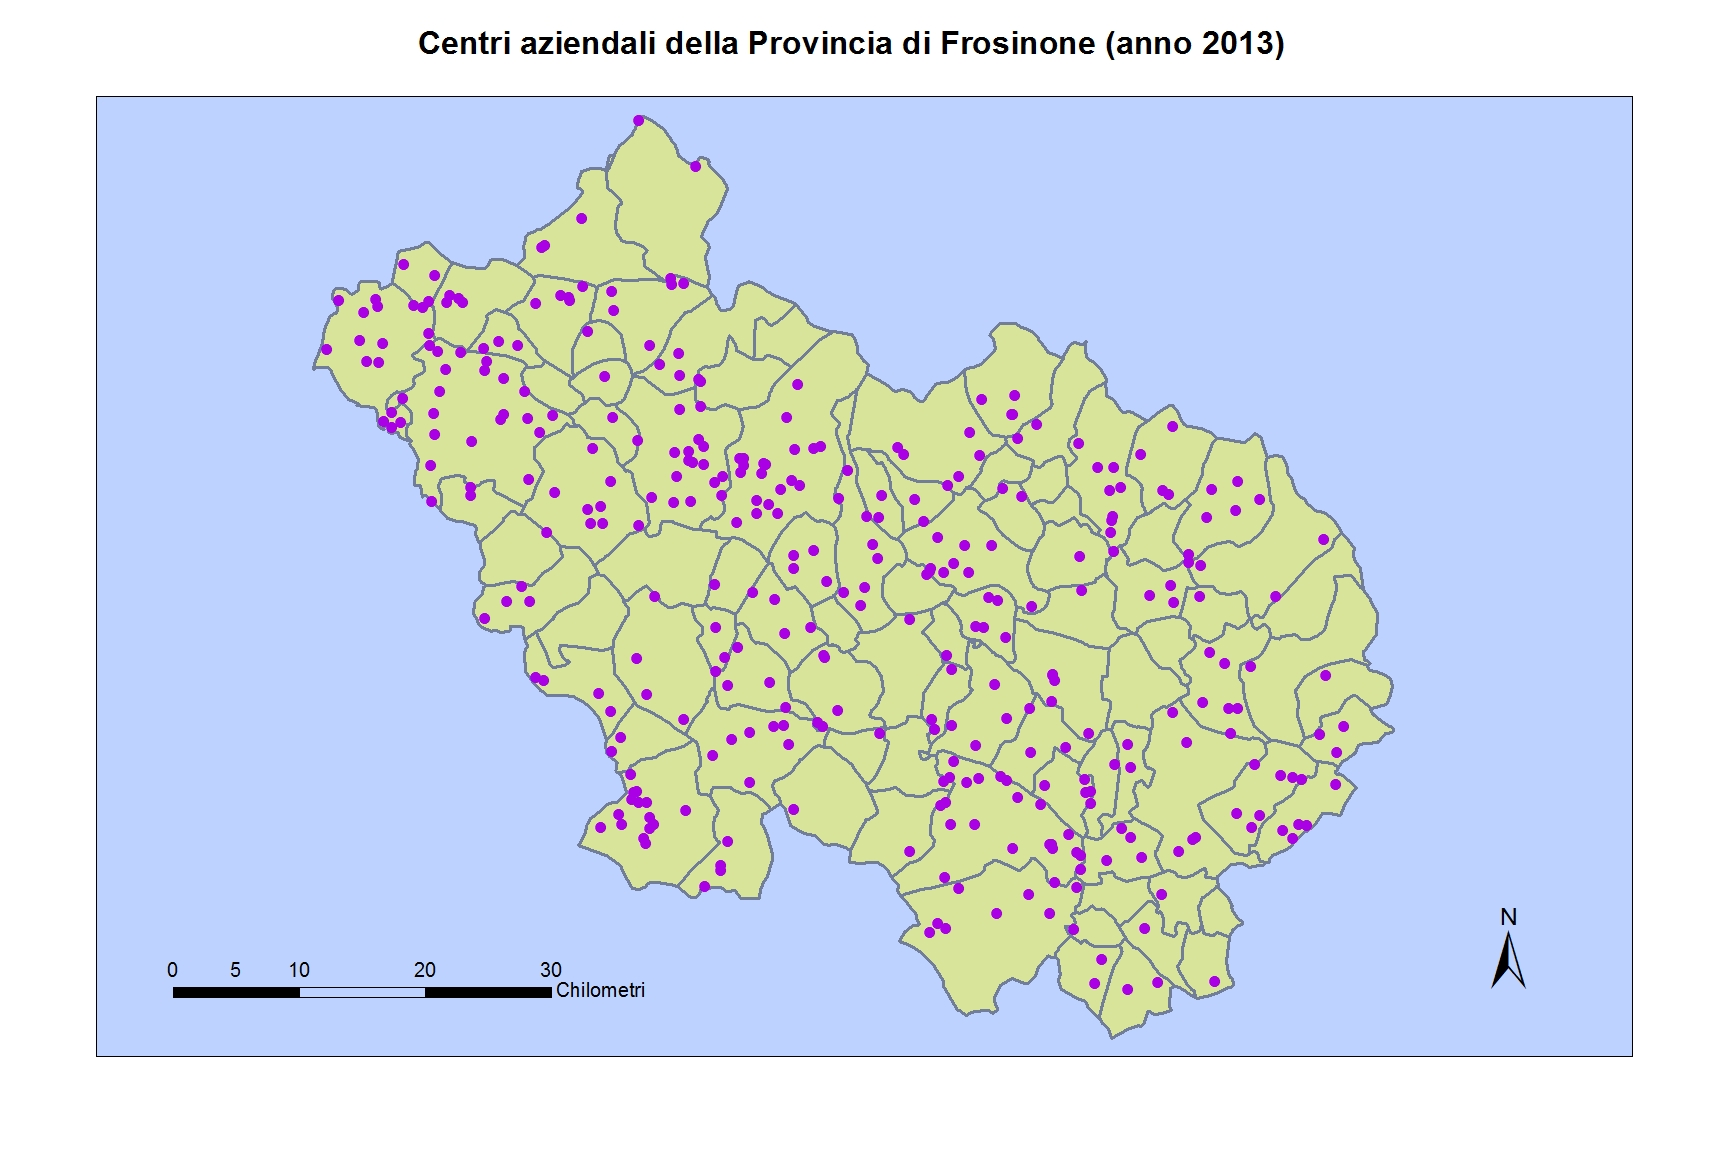 Centri aziendali della Provincia di Frosinone (anno 2013)
N
0 5 10 20 30
Chilometri